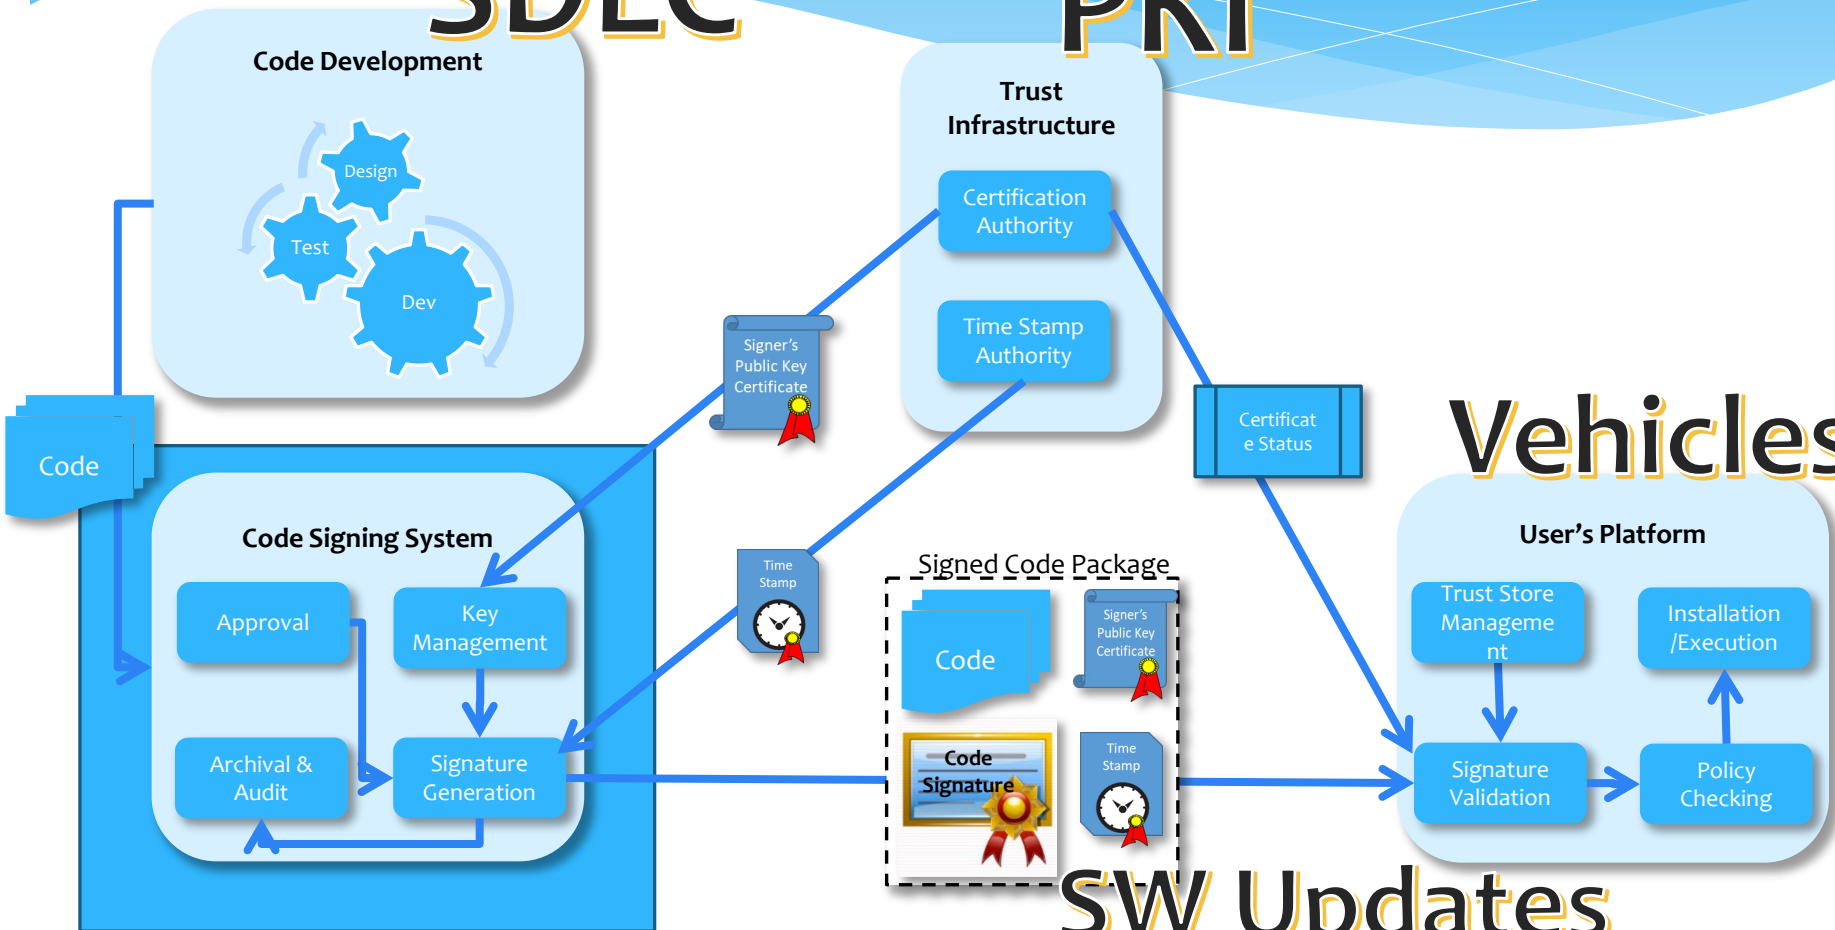 SDLC
PKI
Code Development
Design
Test
Dev
Trust
Infrastructure
Certification
Authority
Time Stamp
Authority
Signer's
Public Key
Certificate
Certificat
e Status
Vehicles
Code
Code Signing System
Approval
Key
Management
Archival &
Audit
Signature
Generation
Time
Stamp
Signed Code Package
Code
Signer's
Public Key
Certificate
Code
Signature
Time
Stamp
User's Platform
Trust Store
Manageme
nt
Installation
/Execution
Signature
Validation
Policy
Checking
SW Updates